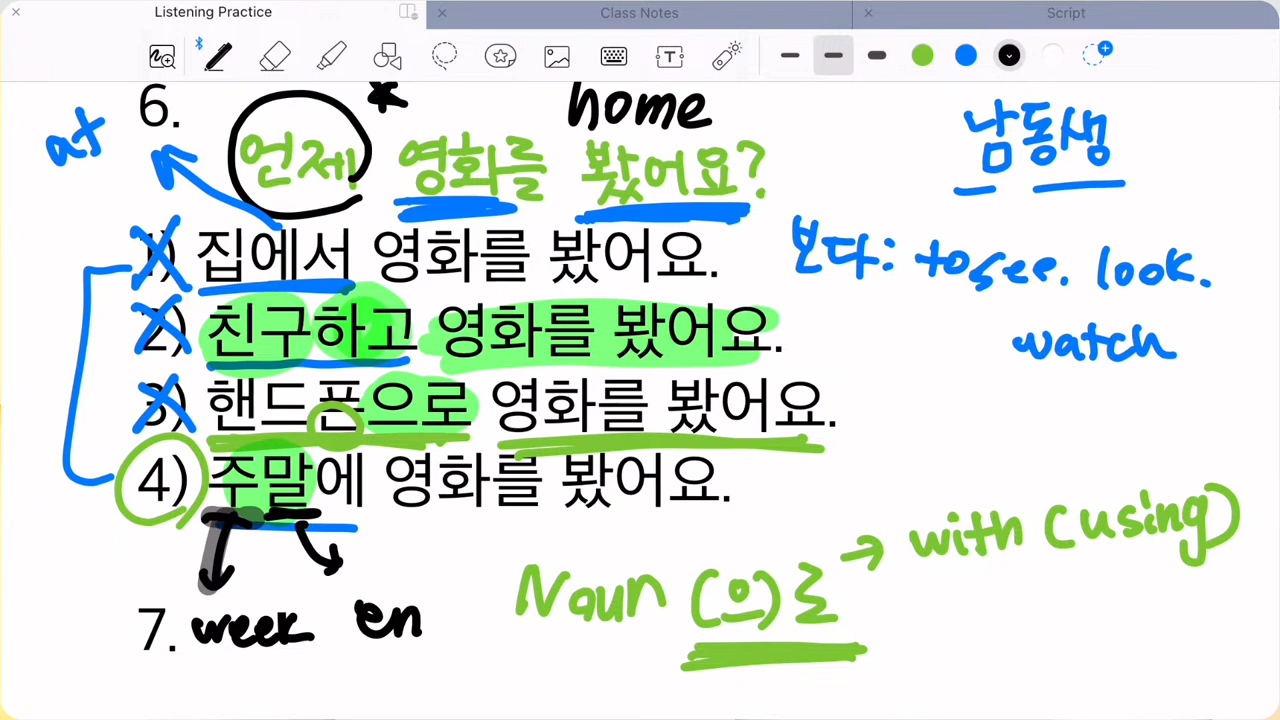 Listening Practice
Class Notes
Script
T
6.
at
home
남동생
언제 영화를 봤어요?
1) 집에서 영화를 봤어요.
보다: to see. look.
watch
2) 친구하고 영화를 봤어요.
3) 핸드폰으로 영화를 봤어요.
4) 주말에 영화를 봤어요.
Noun (으)로 → with (using)
7.
week en